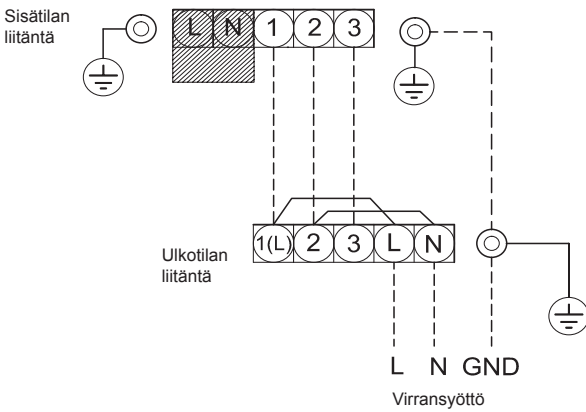 Sisätilan
liitäntä
L N 1 2 3
Ulkotilan
liitäntä
1(L) 2 3 L N
L N GND
Virransyöttö